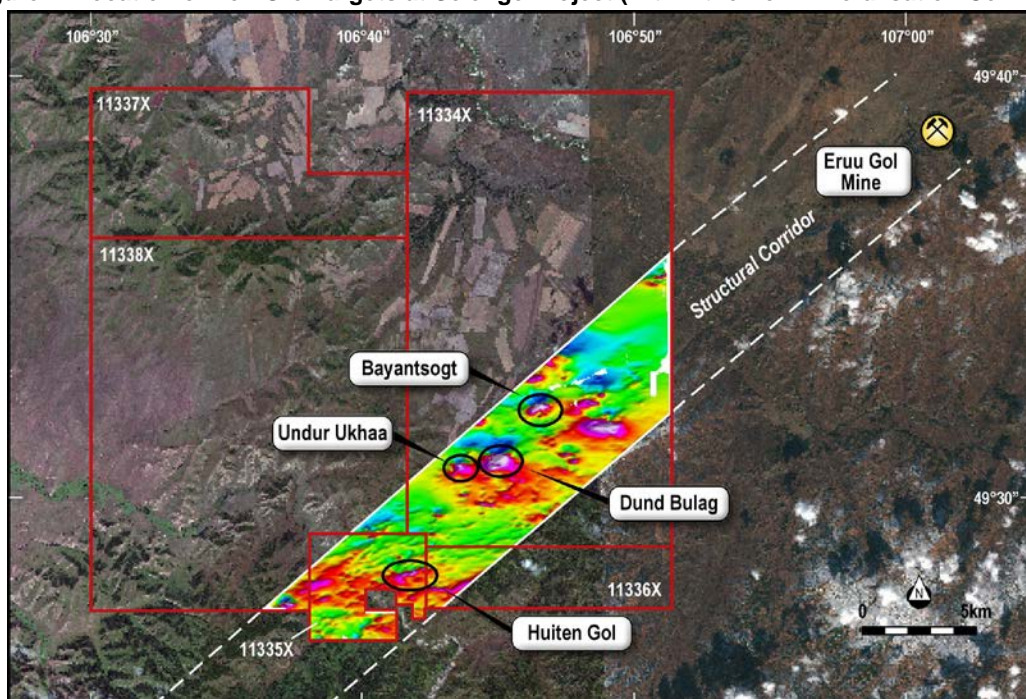 106°30'
106°40'
106°50'
107°00'
49°40'
11337X
11334X
Eruu Gol
Mine
11338X
Structural Corridor
Bayantsogt
Undur Ukhaa
Dund Bulag
49°30'
11336X
N
0
5km
Huiten Gol
11335X